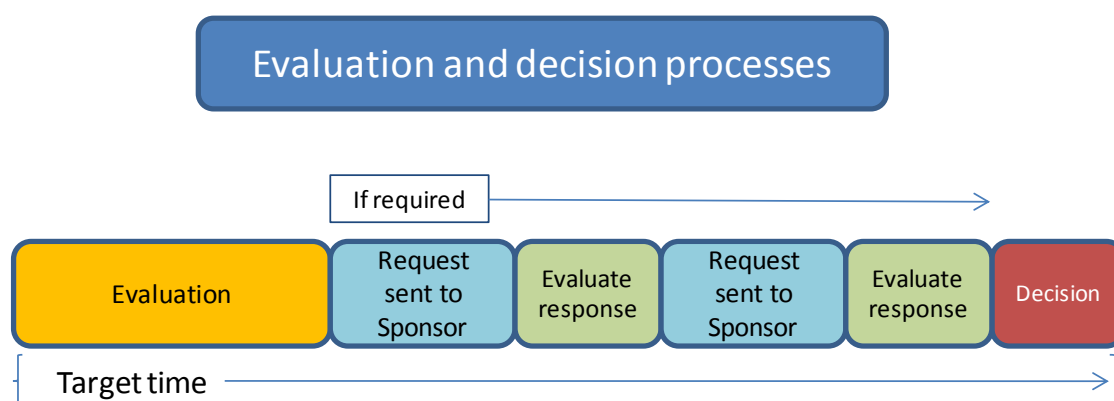 Evaluation and decision processes
If required
Evaluation
Request
sent to
Sponsor
Evaluate
response
Request
sent to
Sponsor
Evaluate
response
Decision
Target time